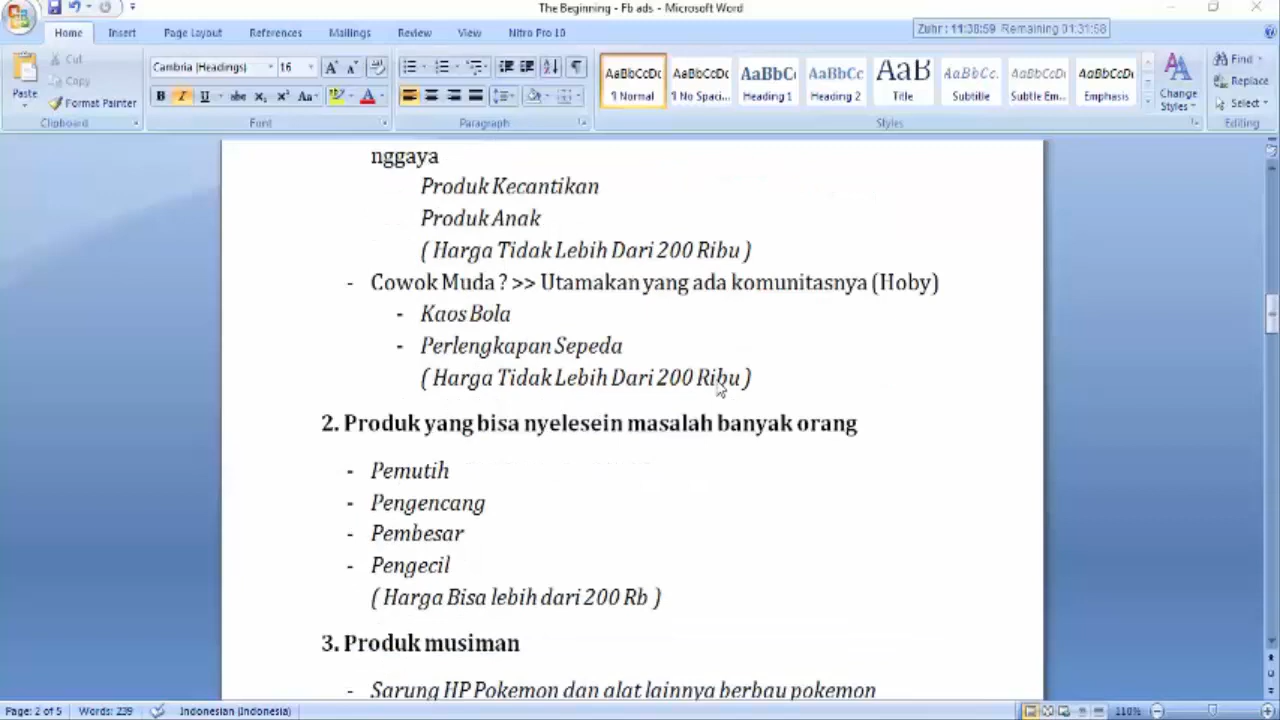 The Beginning - Fb ads - Microsoft Word
Zuhr : 11:38:59 Remaining 01:31:58
Home Insert Page Layout References Mailings Review View Nitro Pro 10
Paste
Cut
Copy
Format Painter
Clipboard
Cambria (Headings) 16
Font
Paragraph
AaBbCcDc AaBbCcDc AaBbC AaBbCc AaB AaBbCc. AaBbCcDi AaBbCcDi
¶ Normal ¶ No Spaci... Heading 1 Heading 2 Title Subtitle Subtle Em... Emphasis
Change Styles
Styles
Find
Replace
Select
Editing
nggaya
Produk Kecantikan
Produk Anak
( Harga Tidak Lebih Dari 200 Ribu )
- Cowok Muda ? >> Utamakan yang ada komunitasnya (Hoby)
- Kaos Bola
- Perlengkapan Sepeda
( Harga Tidak Lebih Dari 200 Ribu )
2. Produk yang bisa nyelesein masalah banyak orang
- Pemutih
- Pengencang
- Pembesar
- Pengecil
( Harga Bisa lebih dari 200 Rb )
3. Produk musiman
- Sarung HP Pokemon dan alat lainnya berbau pokemon
Page: 2 of 5 Words: 239 Indonesian (Indonesia) 110%